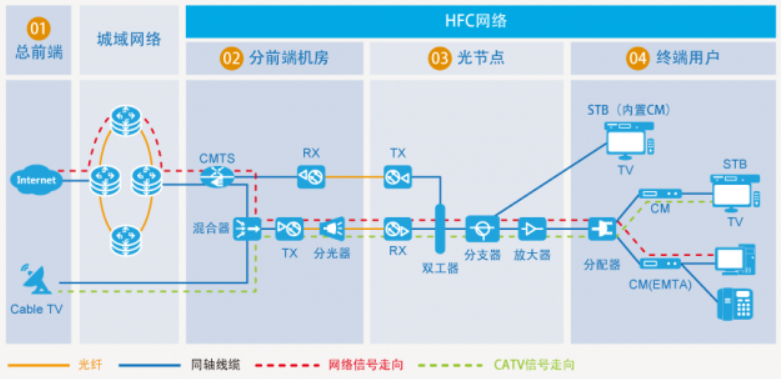 01
总前端
城域网络
HFC网络
02 分前端机房
03 光节点
04 终端用户
STB(内置CM)
TV
CMTS
RX
TX
STB
Internet
CM
TV
混合器
TX
分光器
RX
双工器
分支器
放大器
分配器
CM(EMTA)
Cable TV
光纤
同轴线缆
网络信号走向
CATV信号走向